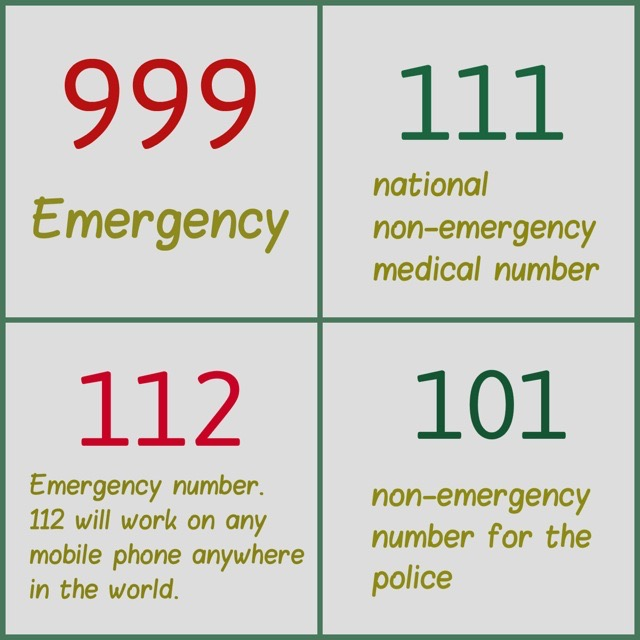 999
Emergency
111
national
non-emergency
medical number
112
Emergency number.
112 will work on any
mobile phone anywhere
in the world.
101
non-emergency
number for the
police